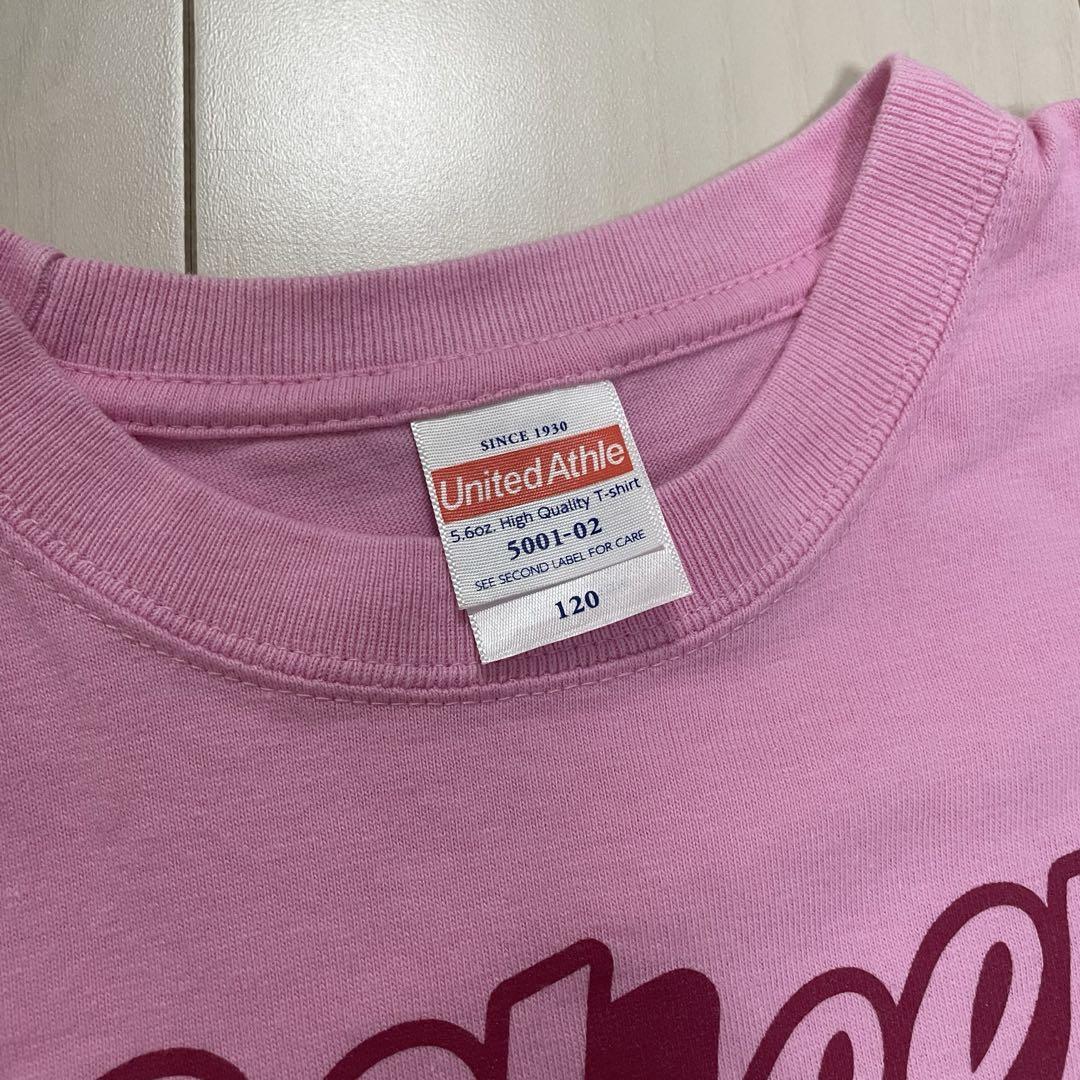 SINCE 1930
United Athle
5.6oz. High Quality T-shirt
5001-02
SEE SECOND LABEL FOR CARE
120